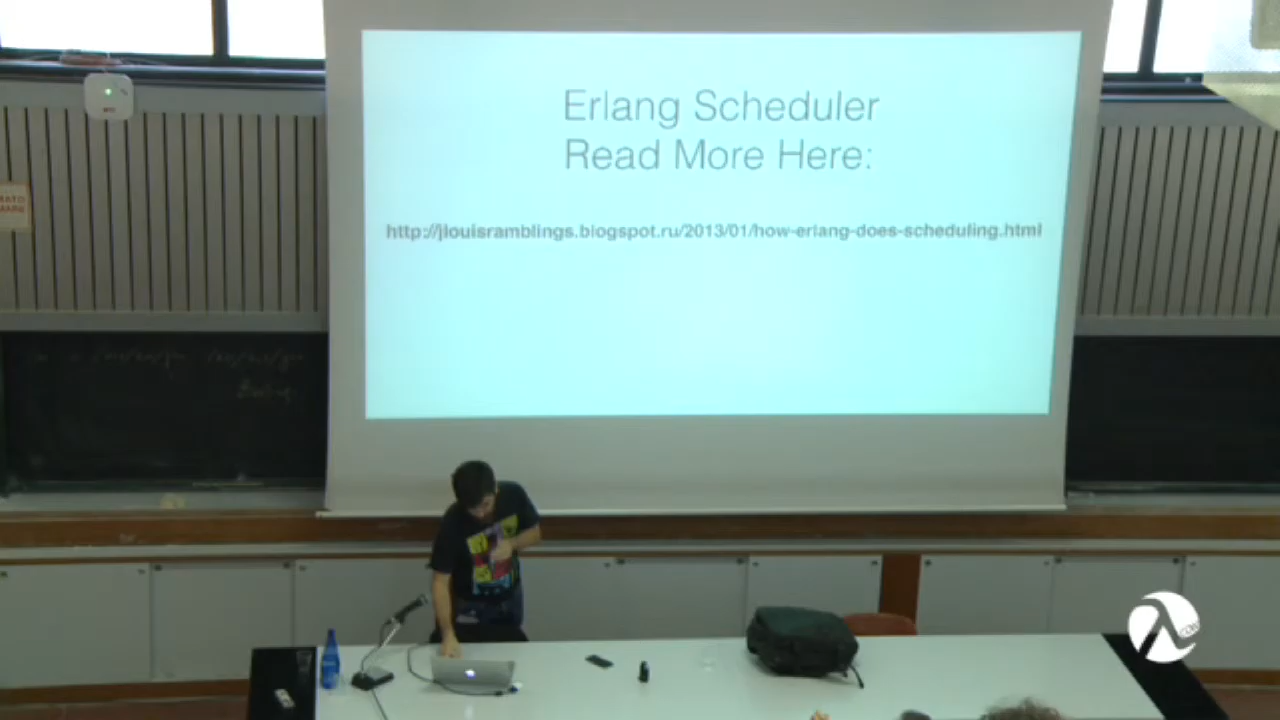 Erlang Scheduler
Read More Here:
http://jlouisramblings.blogspot.ru/2013/01/how-erlang-does-scheduling.html